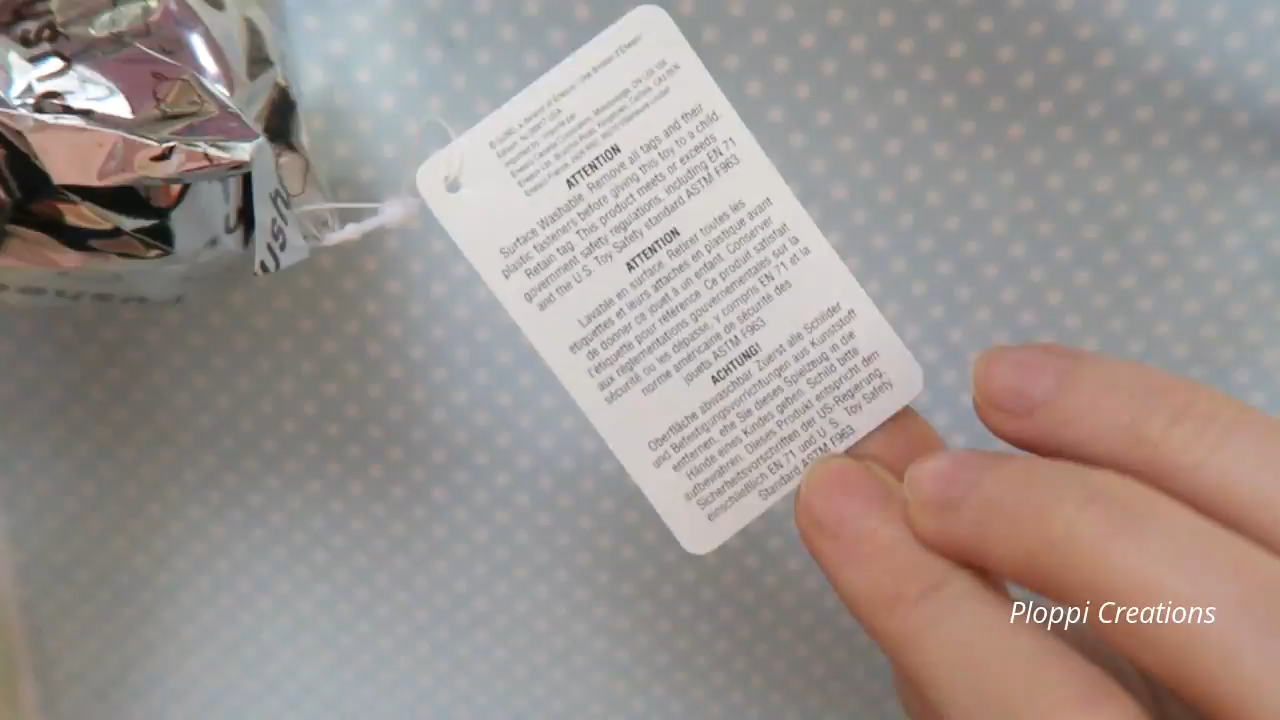 ush
ush
ATTENTION
Surface Washable. Remove all tags and their
plastic fasteners before giving this toy to a child.
Retain tag. This product meets or exceeds
government safety regulations, including EN 71
and the U.S. Toy Safety standard ASTM F963
ATTENTION
Lavable en surface. Retirer toutes les
étiquettes et leurs attaches en plastique avant
de donner ce jouet à un enfant. Conserver
l'étiquette pour référence. Ce produit satisfait
aux réglementations gouvernementales sur la
sécurité ou les dépasse, y compris EN 71 et la
norme américaine de sécurité des
jouets ASTM F963
ACHTUNG!
Oberfläche abwaschbar. Zuerst alle Schilder
und Befestigungsvorrichtungen aus Kunststoff
entfernen, ehe Sie dieses Spielzeug in die
Hände eines Kindes geben. Schild bitte
aufbewahren. Dieses Produkt entspricht den
Sicherheitsvorschriften der US-Regierung,
einschließlich EN 71 und U. S. Toy Safety
Standard ASTM F963
Ploppi Creations